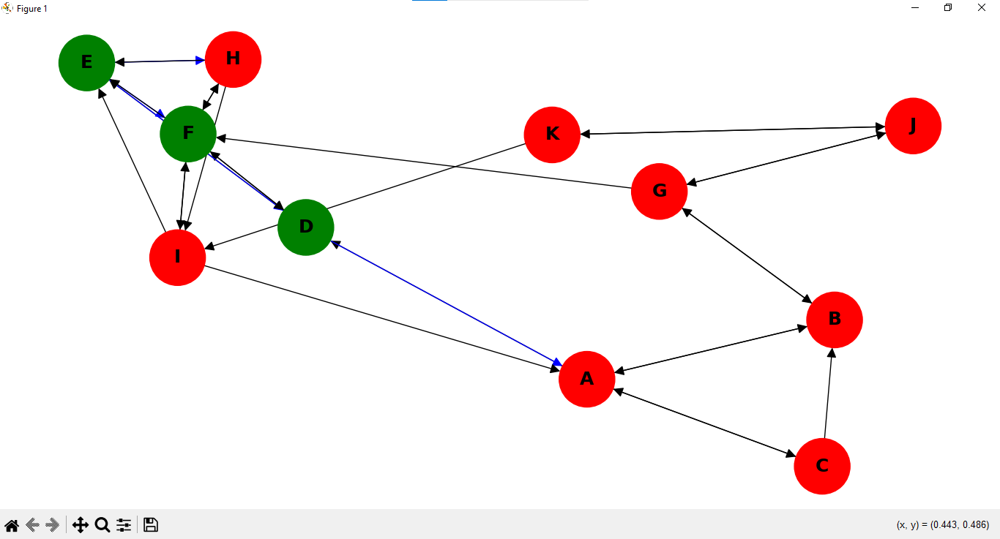 Figure 1
E
H
F
K
J
G
D
I
B
A
C
(x, y) = (0.443, 0.486)